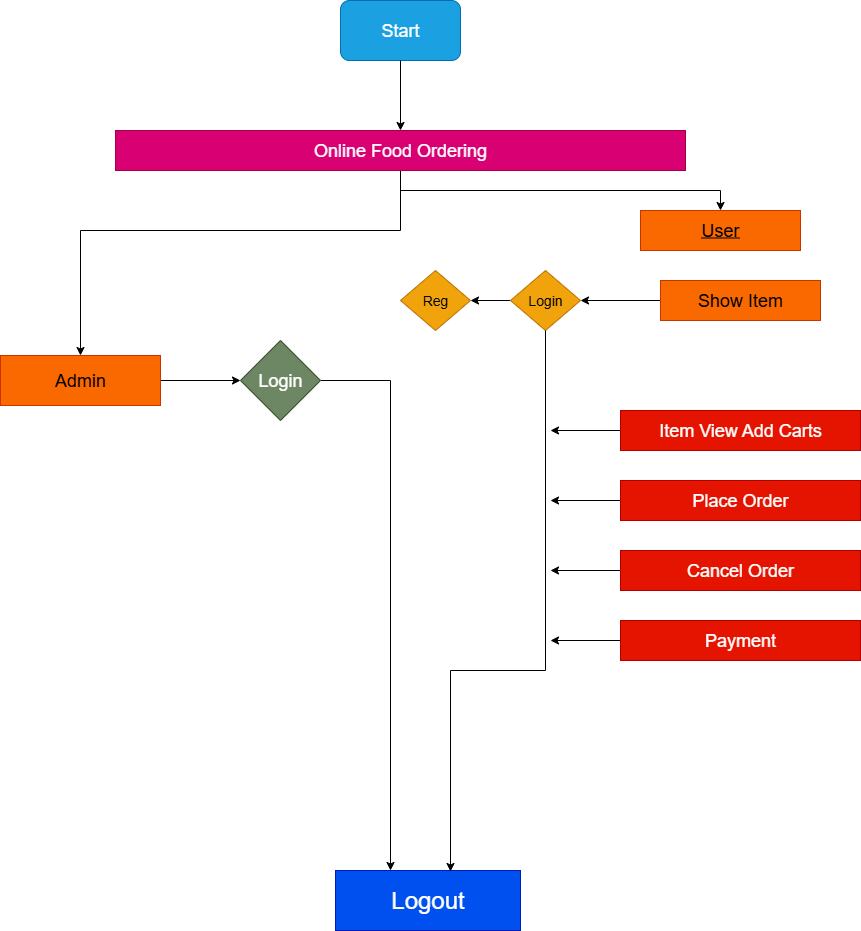 Start
Online Food Ordering
User
Reg
Login
Show Item
Admin
Login
Item View Add Carts
Place Order
Cancel Order
Payment
Logout